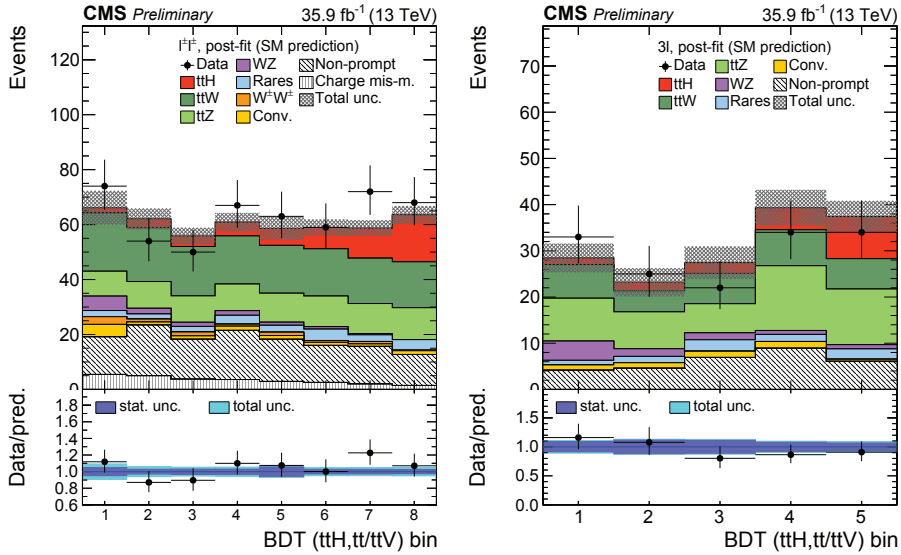 CMS Preliminary 35.9 fb⁻¹ (13 TeV)
Events
l±l±, post-fit (SM prediction)
Data WZ Non-prompt
ttH Rares Charge mis-m.
ttW W±W± Total unc.
ttZ Conv.
120
100
80
60
40
20
0
Data/pred.
stat. unc. total unc.
1.8
1.6
1.4
1.2
1.0
0.8
0.6
1 2 3 4 5 6 7 8
BDT (ttH,tt/ttV) bin
CMS Preliminary 35.9 fb⁻¹ (13 TeV)
Events
3l, post-fit (SM prediction)
Data ttZ Conv.
ttH WZ Non-prompt
ttW Rares Total unc.
70
60
50
40
30
20
10
0
Data/pred.
stat. unc. total unc.
2.0
1.5
1.0
0.5
0.0
1 2 3 4 5
BDT (ttH,tt/ttV) bin